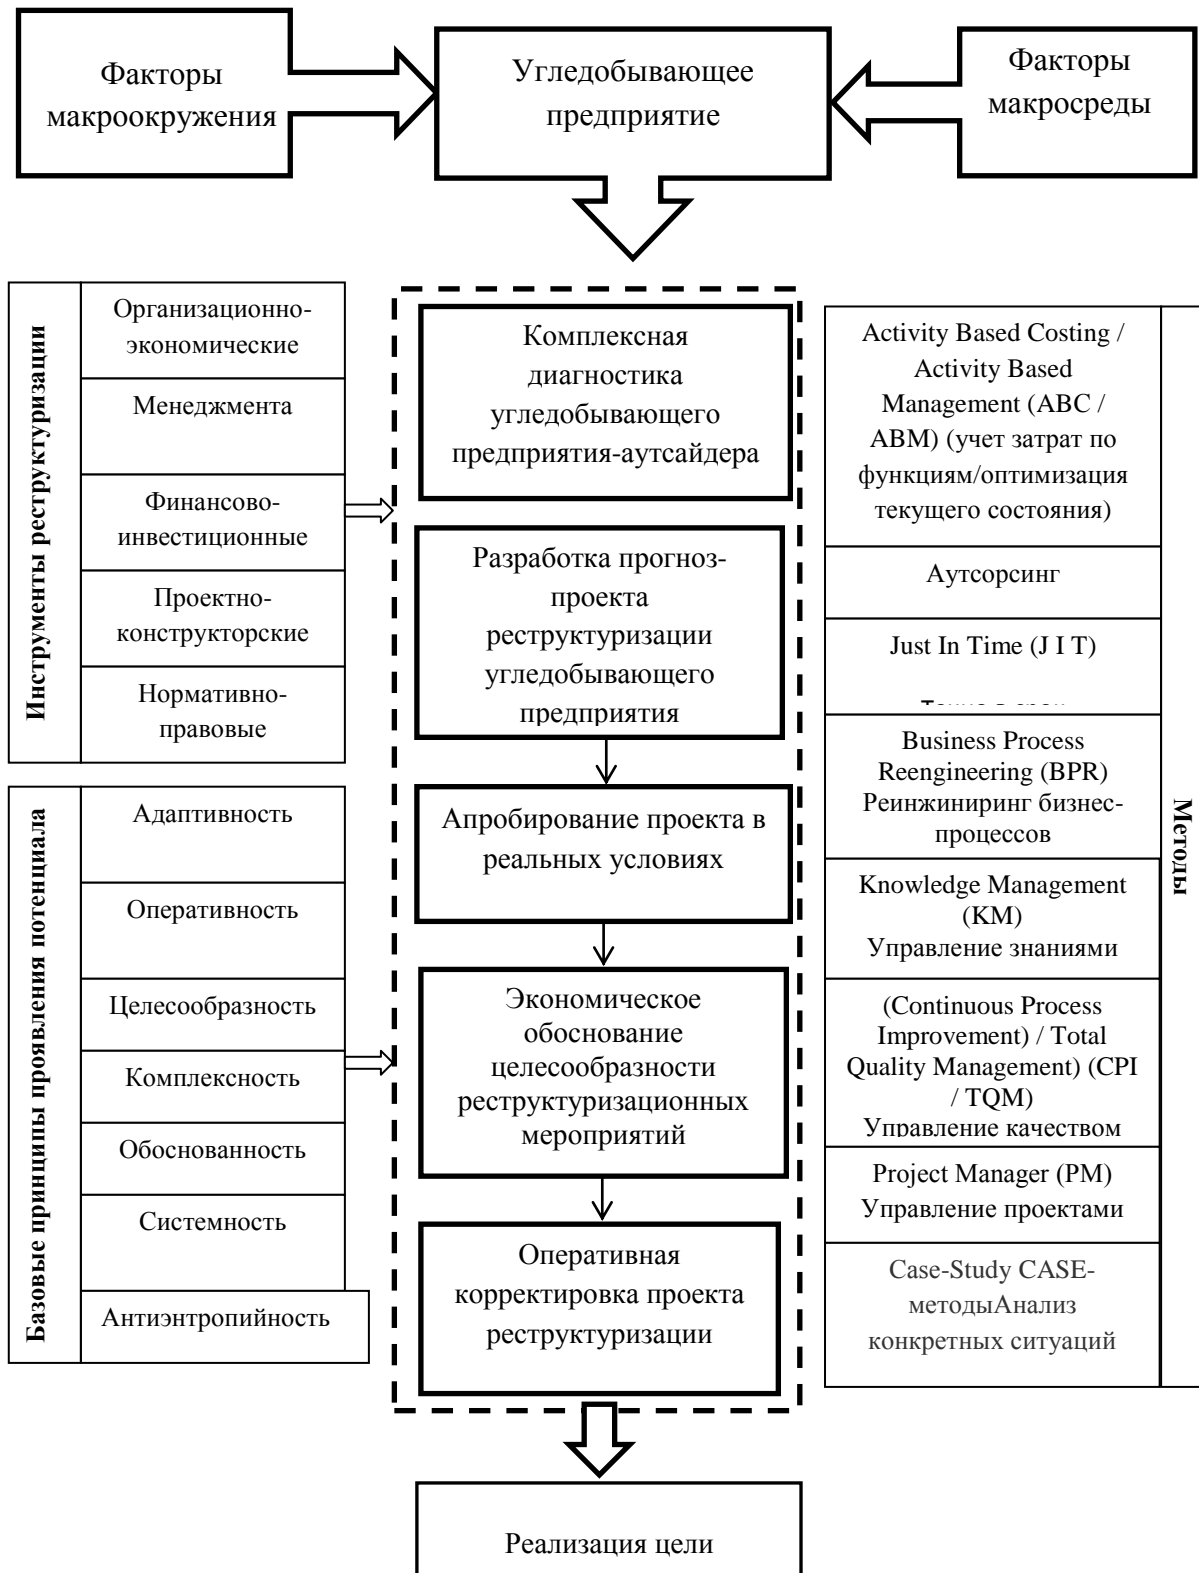 Факторы
макроокружения
Угледобывающее
предприятие
Факторы
макросреды
Инструменты реструктуризации
Организационно-
экономические
Менеджмента
Финансово-
инвестиционные
Проектно-
конструкторские
Нормативно-
правовые
Базовые принципы проявления потенциала
Адаптивность
Оперативность
Целесообразность
Комплексность
Обоснованность
Системность
Антиэнтропийность
Комплексная
диагностика
угледобывающего
предприятия-аутсайдера
Разработка прогноз-
проекта
реструктуризации
угледобывающего
предприятия
Апробирование проекта в
реальных условиях
Экономическое
обоснование
целесообразности
реструктуризационных
мероприятий
Оперативная
корректировка проекта
реструктуризации
Activity Based Costing /
Activity Based
Management (ABC /
ABM) (учет затрат по
функциям/оптимизация
текущего состояния)
Аутсорсинг
Just In Time (J I T)
Business Process
Reengineering (BPR)
Реинжиниринг бизнес-
процессов
Knowledge Management
(KM)
Управление знаниями
(Continuous Process
Improvement) / Total
Quality Management) (CPI
/ TQM)
Управление качеством
Project Manager (PM)
Управление проектами
Case-Study CASE-
методыАнализ
конкретных ситуаций
Методы
Реализация цели